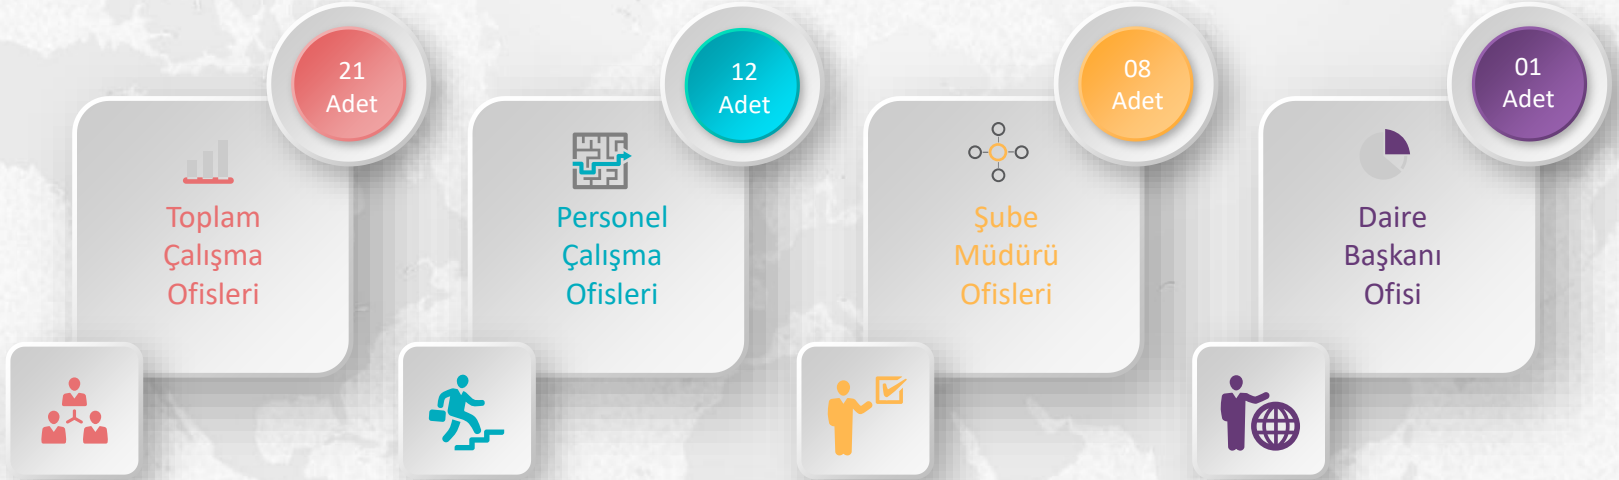 21
Adet
Toplam
Çalışma
Ofisleri
12
Adet
Personel
Çalışma
Ofisleri
08
Adet
Şube
Müdürü
Ofisleri
01
Adet
Daire
Başkanı
Ofisi